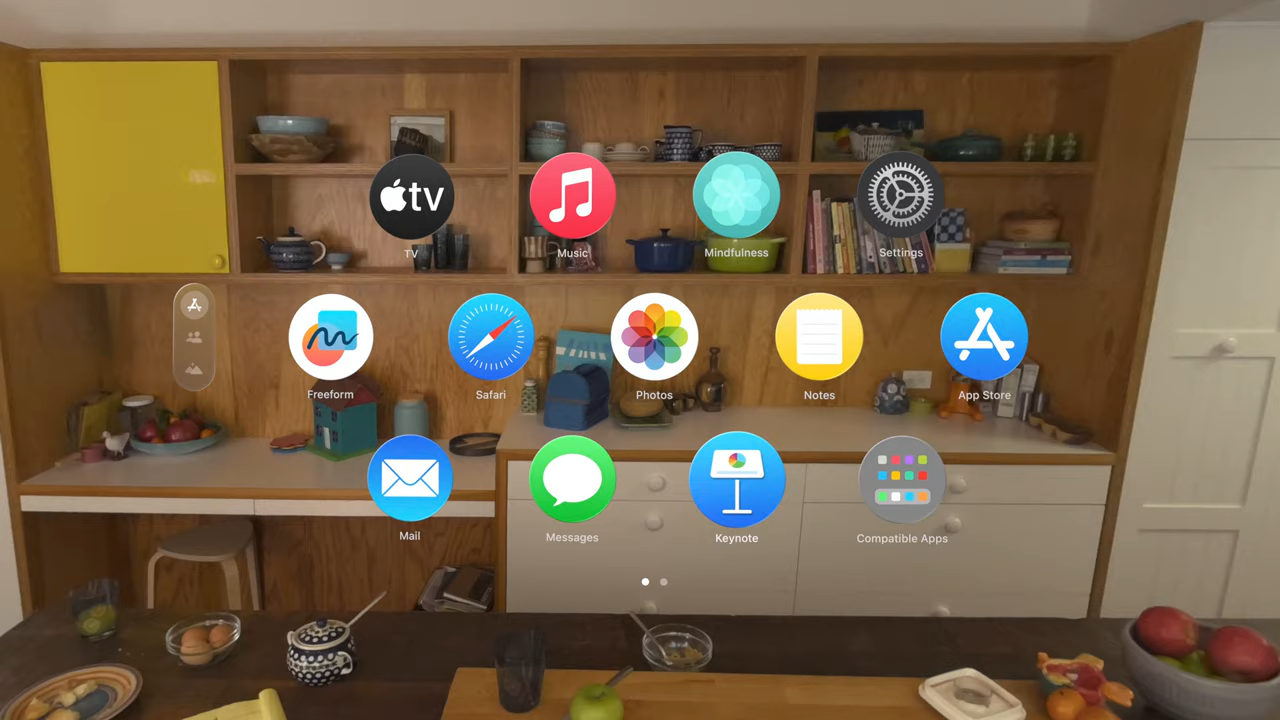 tv
TV
Music
Mindfulness
Settings
Freeform
Safari
Photos
Notes
App Store
Mail
Messages
Keynote
Compatible Apps